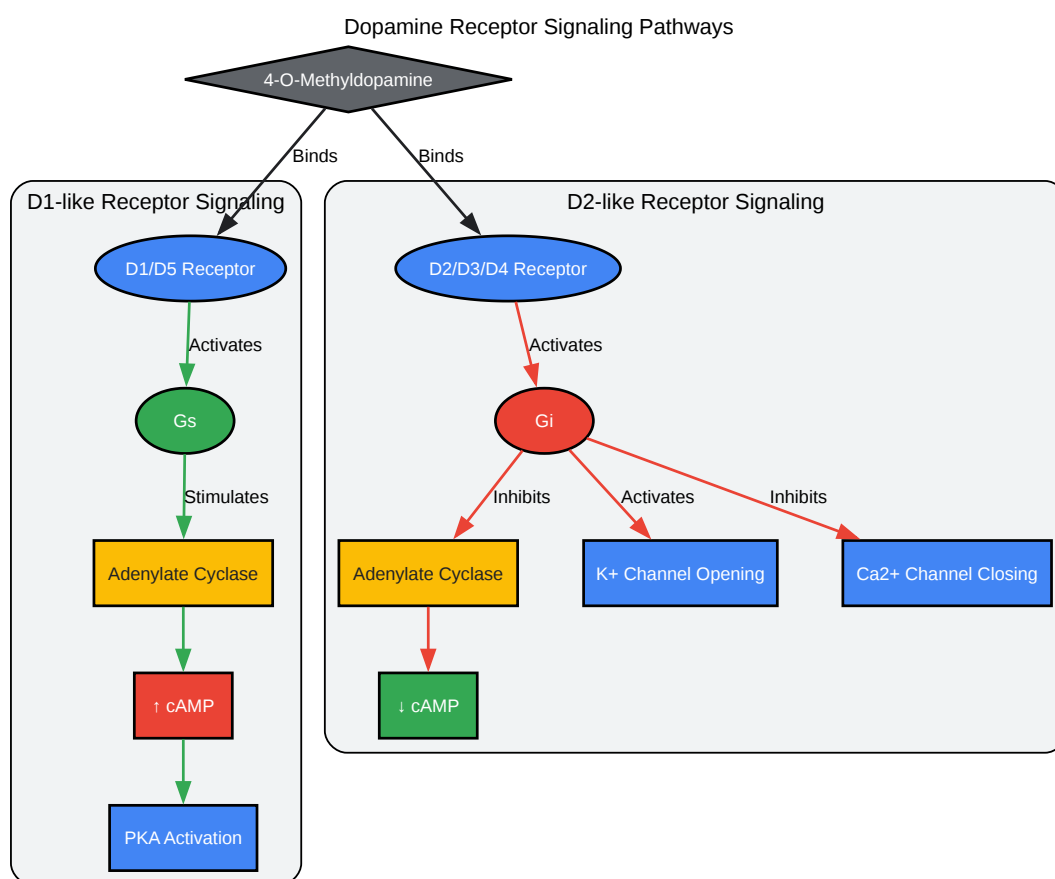 Dopamine Receptor Signaling Pathways
4-O-Methyldopamine
Binds
Binds
D1-like Receptor Signaling
D1/D5 Receptor
Activates
Gs
Stimulates
Adenylate Cyclase
↑ cAMP
PKA Activation
D2-like Receptor Signaling
D2/D3/D4 Receptor
Activates
Gi
Inhibits
Activates
Inhibits
Adenylate Cyclase
K+ Channel Opening
Ca2+ Channel Closing
↓ cAMP